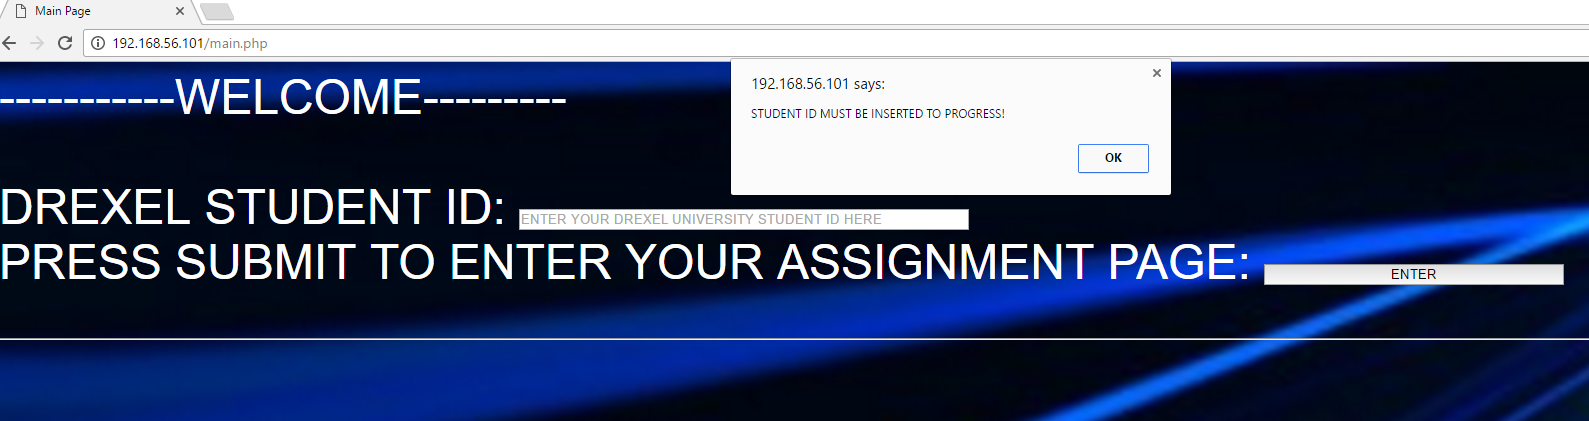 Main Page
192.168.56.101/main.php
192.168.56.101 says:
STUDENT ID MUST BE INSERTED TO PROGRESS!
OK
-----------WELCOME---------
DREXEL STUDENT ID: ENTER YOUR DREXEL UNIVERSITY STUDENT ID HERE
PRESS SUBMIT TO ENTER YOUR ASSIGNMENT PAGE: ENTER